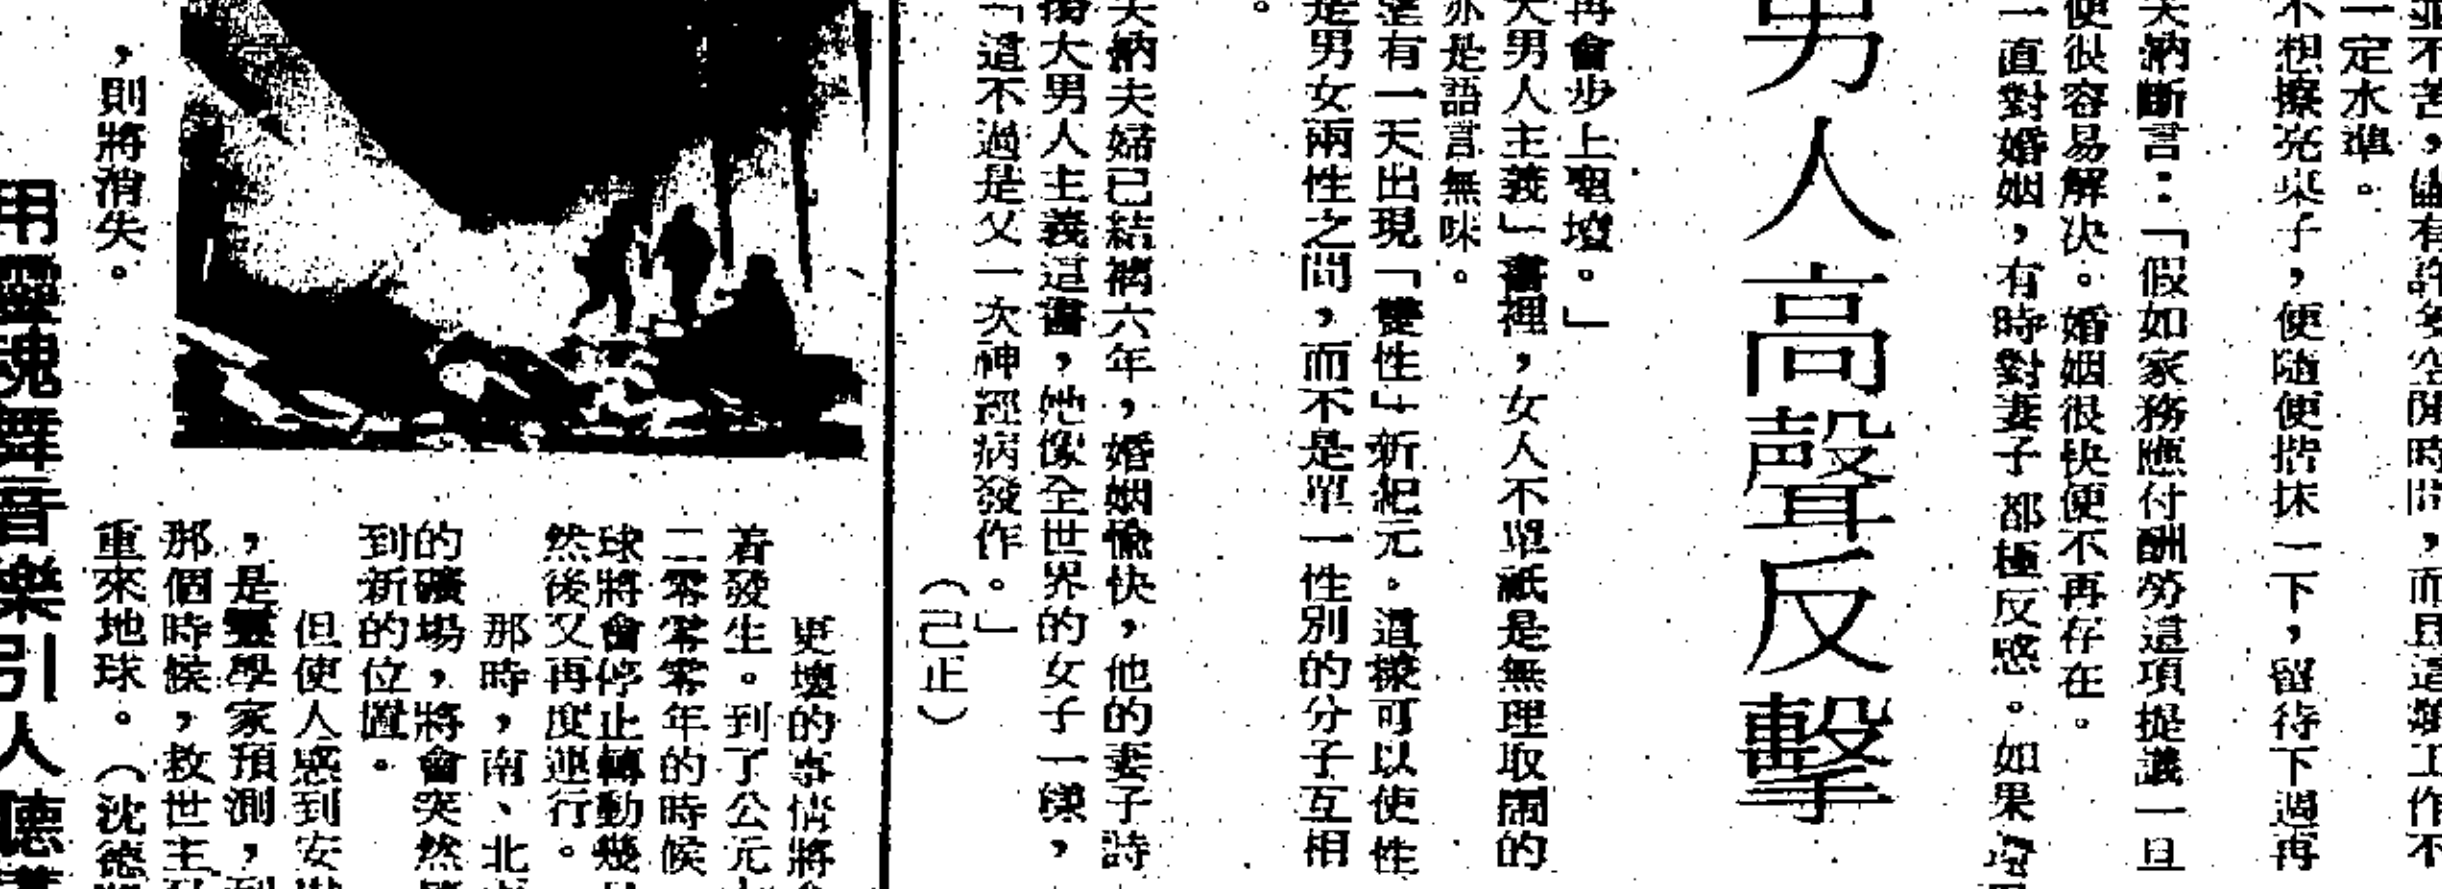 並不苦，儘有許多空閒時間，而且這類工作不
一定水準。
不想擦亮桌子，便隨便揩抹一下，留待下週再
失納斷言：「假如家務應付酬勞這項提議一旦
便很容易解决。婚姻很快便不再存在。
一直對婚姻，有時對妻子都極反感。如果
男人高聲反擊
再會步上電壇。」
大男人主義」書裡，女人不單祇是無理取鬧的
亦是語言無味。
整有一天出現「雙性」新紀元。這樣可以使性
是男女兩性之間，而不是單一性別的分子互相
。
夫納夫婦已結褵六年，婚姻愉快，他的妻子詩
大男人主義這書，她像全世界的女子一樣，
「這不過是又一次神經病發作。」
（己正）
更壞的事情將
着發生。到了公元
二零零零年的時候
球將會停止轉動幾
然後又再度運行。
那時，南、北
的礦場，將會突然
到新的位置。
但使人感到安
，是靈學家預測，到
那個時候，救世主
重來地球。（沈德
，則將消失。
用靈魂舞音樂引人聽